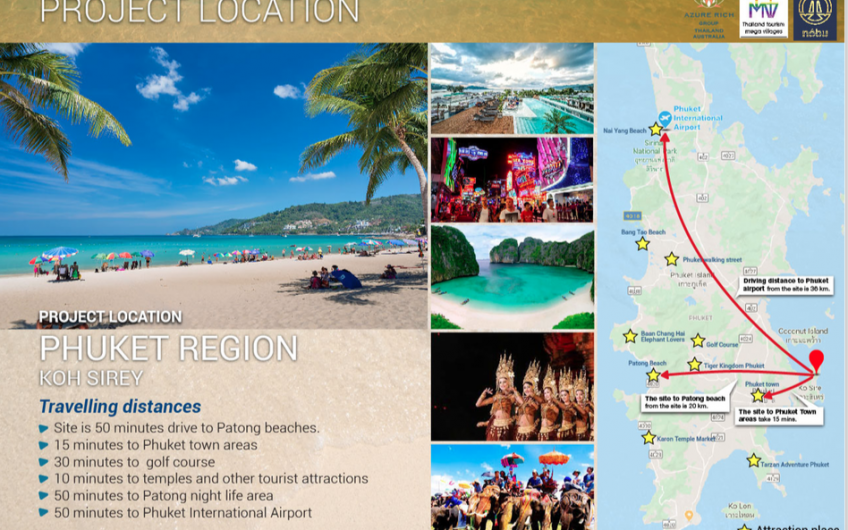 PROJECT LOCATION
AZURE RICH
GROUP
THAILAND
AUSTRALIA
Thailand tourism
mega villages
PROJECT LOCATION
PHUKET REGION
KOH SIREY
Travelling distances
Site is 50 minutes drive to Patong beaches.
15 minutes to Phuket town areas
30 minutes to golf course
10 minutes to temples and other tourist attractions
50 minutes to Patong night life area
50 minutes to Phuket International Airport
Phuket
International
Airport
Nai Yang Beach
National Park
Bang Tao Beach
Phuket walking street
Driving distance to Phuket
airport from the site is 36 km.
Phuket Island
PHUKET
Coconut Island
Baan Chang Hai
Elephant Lovers
Golf Course
Patong Beach
Tiger Kingdom Phuket
Phuket town
The site to Patong beach
from the site is 20 km.
The site to Phuket Town
areas take 15 mins.
Karon Temple Market
Tarzan Adventure Phuket
Ko Lon
Attraction place